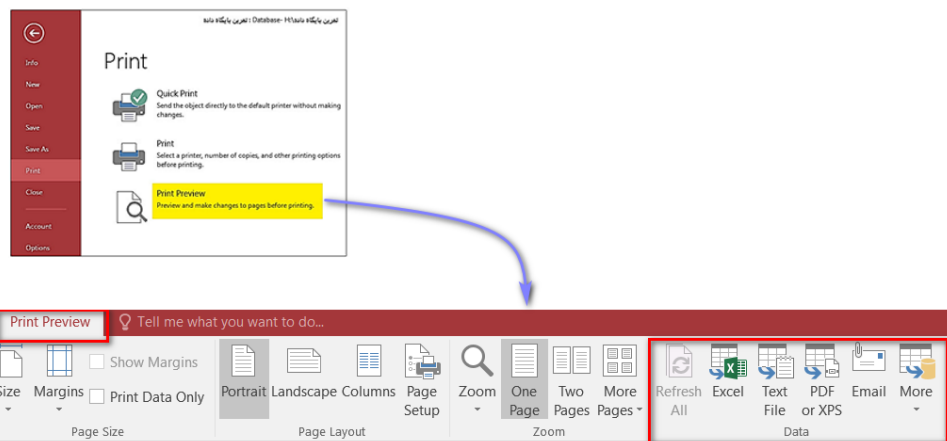 تمرین بایگاه داده : Database- H:\تمرین بایگاه داده
Info
New
Open
Save
Save As
Print
Close
Account
Options
Print
Quick Print
Send the object directly to the default printer without making
changes.
Print
Select a printer, number of copies, and other printing options
before printing.
Print Preview
Preview and make changes to pages before printing.
Print Preview
Tell me what you want to do...
Size
Margins
Show Margins
Print Data Only
Page Size
Portrait
Landscape
Columns
Page
Setup
Page Layout
Zoom
One
Page
Two
Pages
More
Pages
Zoom
Refresh
All
Excel
Text
File
PDF
or XPS
Email
More
Data